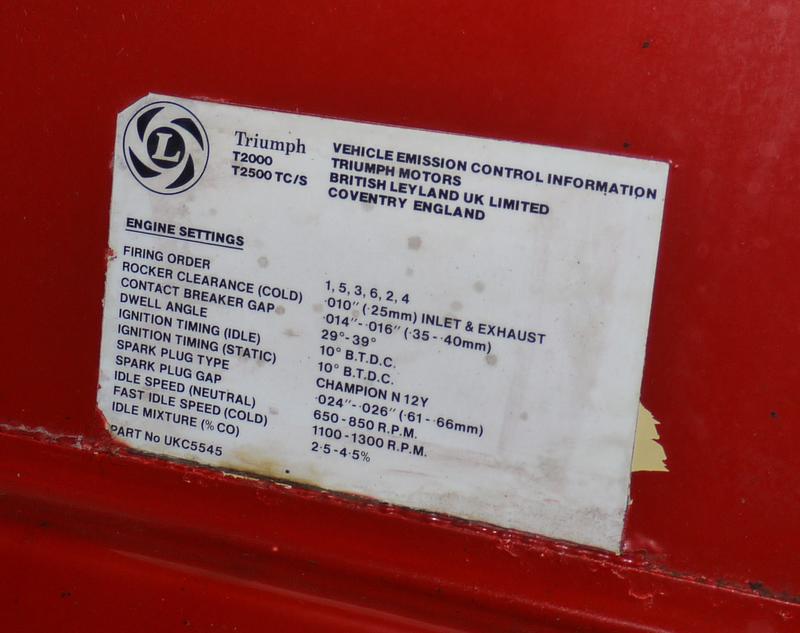 L
Triumph
T2000
T2500 TC/S
VEHICLE EMISSION CONTROL INFORMATION
TRIUMPH MOTORS
BRITISH LEYLAND UK LIMITED
COVENTRY ENGLAND
ENGINE SETTINGS
FIRING ORDER 1, 5, 3, 6, 2, 4
ROCKER CLEARANCE (COLD) ·010" (·25mm) INLET & EXHAUST
CONTACT BREAKER GAP ·014"-·016" (·35-·40mm)
DWELL ANGLE 29°-39°
IGNITION TIMING (IDLE) 10° B.T.D.C.
IGNITION TIMING (STATIC) 10° B.T.D.C.
SPARK PLUG TYPE CHAMPION N 12Y
SPARK PLUG GAP ·024"-·026" (·61-·66mm)
IDLE SPEED (NEUTRAL) 650-850 R.P.M.
FAST IDLE SPEED (COLD) 1100-1300 R.P.M.
IDLE MIXTURE (% CO) 2·5-4·5%
PART No UKC5545